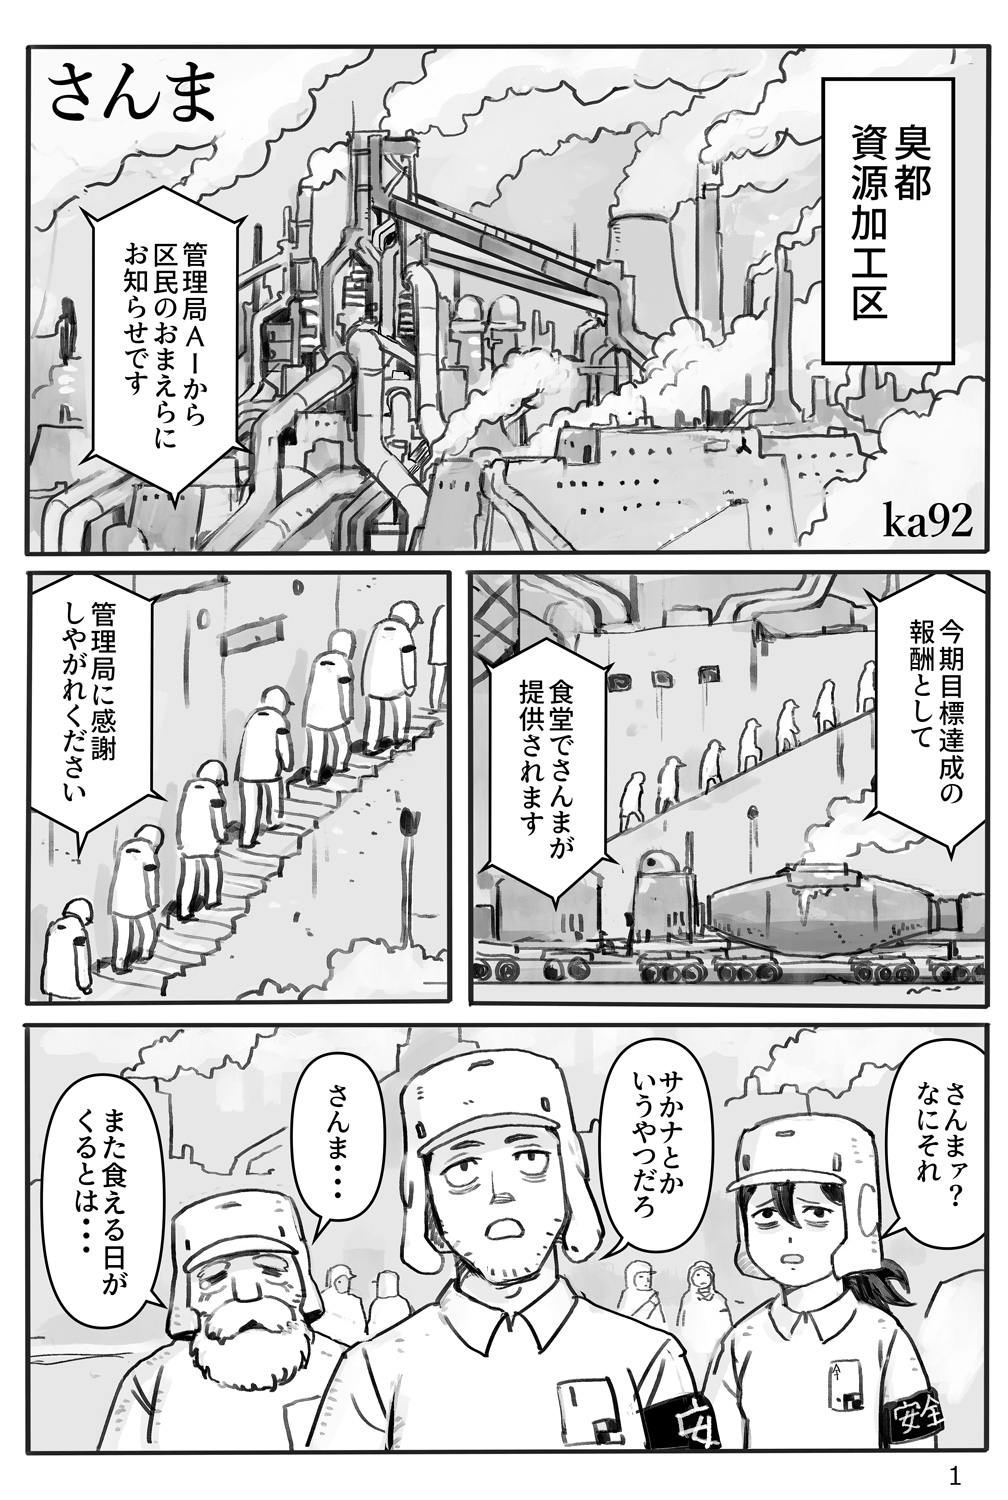 さんま
臭都
資源加工区
管理局AIから
区民のおまえらに
お知らせです
ka92
今期目標達成の
報酬として
食堂でさんまが
提供されます
管理局に感謝
しやがれください
さんまァ?
なにそれ
サかナとか
いうやつだろ
さんま・・・
また食える日が
くるとは・・・
安
安全
1